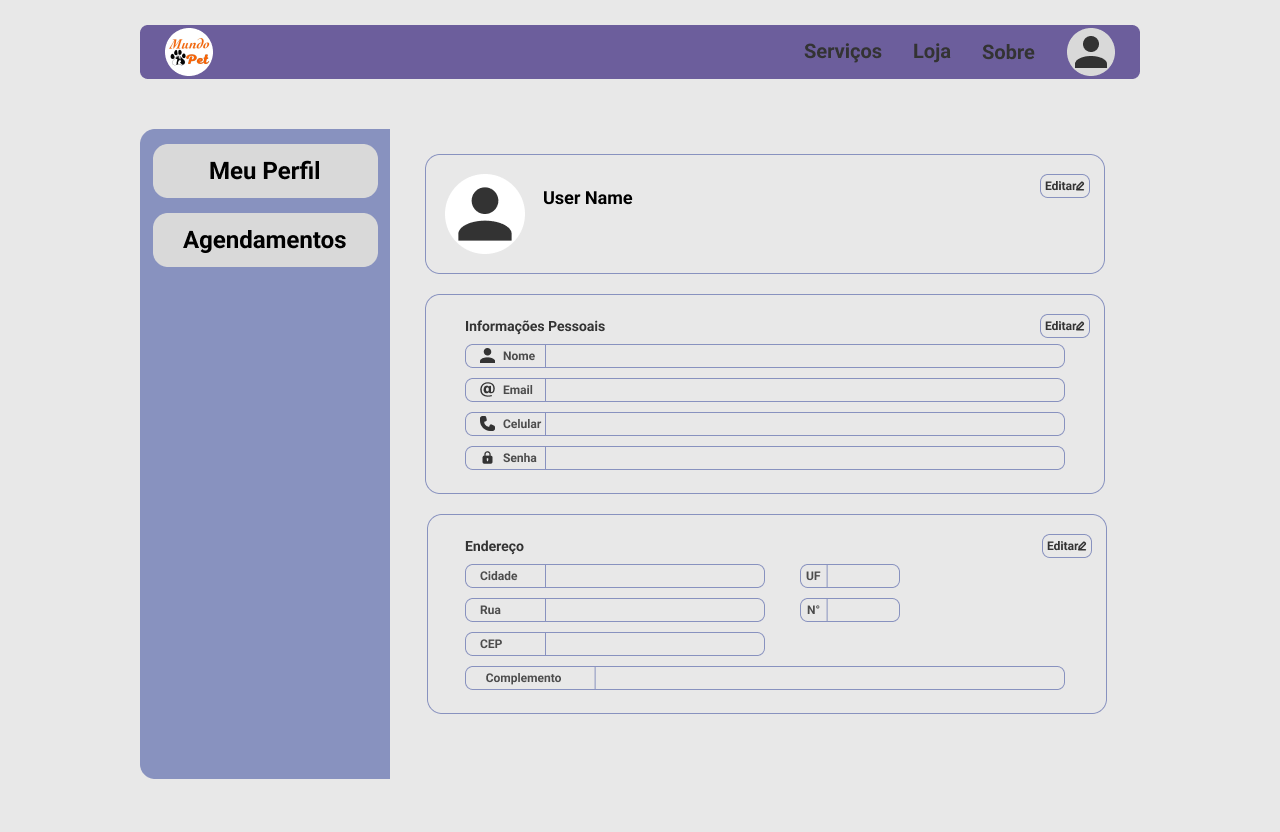 Mundo
Pet
Serviços
Loja
Sobre
Meu Perfil
Agendamentos
User Name
Editar
Informações Pessoais
Editar
Nome
Email
Celular
Senha
Endereço
Editar
Cidade
UF
Rua
N°
CEP
Complemento